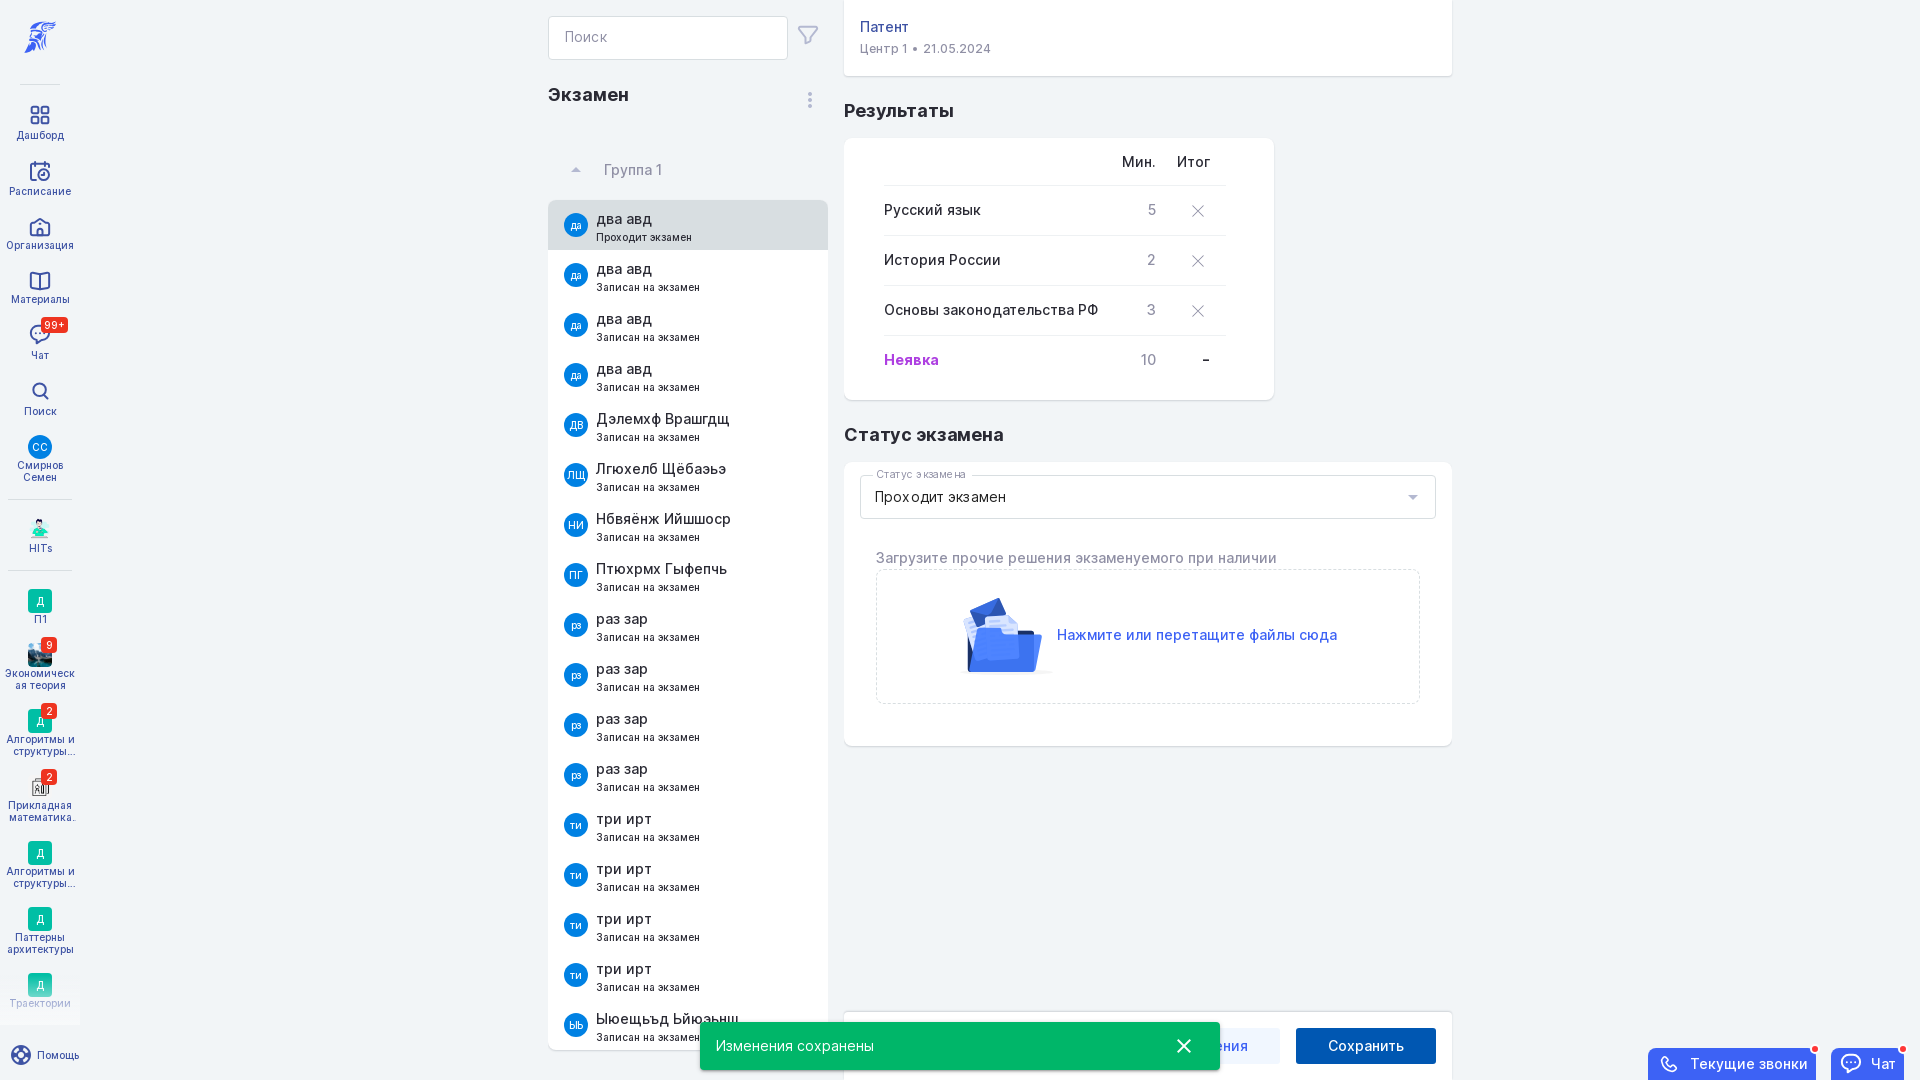 Дашборд
Расписание
Организация
Материалы
99+
Чат
Поиск
СС
Смирнов
Семен
HITs
Д
П1
9
Экономическ
ая теория
2
Д
Алгоритмы и
структуры...
2
Прикладная
математика.
Д
Алгоритмы и
структуры...
Д
Паттерны
архитектуры
Д
Траектории
Помощь
Поиск
Экзамен
Группа 1
да
два авд
Проходит экзамен
да
два авд
Записан на экзамен
да
два авд
Записан на экзамен
да
два авд
Записан на экзамен
ДВ
Дэлемхф Врашгдщ
Записан на экзамен
ЛЩ
Лгюхелб Щёбаэьэ
Записан на экзамен
НИ
Нбвяёнж Ийшшоср
Записан на экзамен
ПГ
Птюхрмх Гыфепчь
Записан на экзамен
рз
раз зар
Записан на экзамен
рз
раз зар
Записан на экзамен
рз
раз зар
Записан на экзамен
рз
раз зар
Записан на экзамен
ти
три ирт
Записан на экзамен
ти
три ирт
Записан на экзамен
ти
три ирт
Записан на экзамен
ти
три ирт
Записан на экзамен
ЫЬ
Записан на экзамен
Патент
Центр 1 • 21.05.2024
Результаты
Мин. Итог
Русский язык 5
История России 2
Основы законодательства РФ 3
Неявка 10 -
Статус экзамена
Статус экзамена
Проходит экзамен
Загрузите прочие решения экзаменуемого при наличии
Нажмите или перетащите файлы сюда
Изменения сохранены
Сохранить
Текущие звонки
Чат